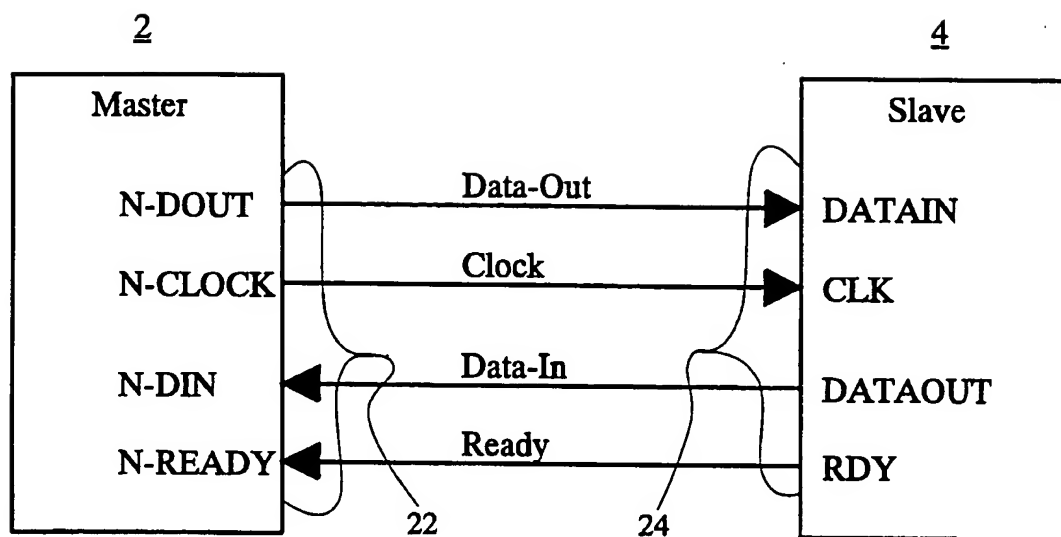 2
4
Master
Slave
N-DOUT
Data-Out
DATAIN
N-CLOCK
Clock
CLK
N-DIN
Data-In
DATAOUT
N-READY
Ready
RDY
22
24